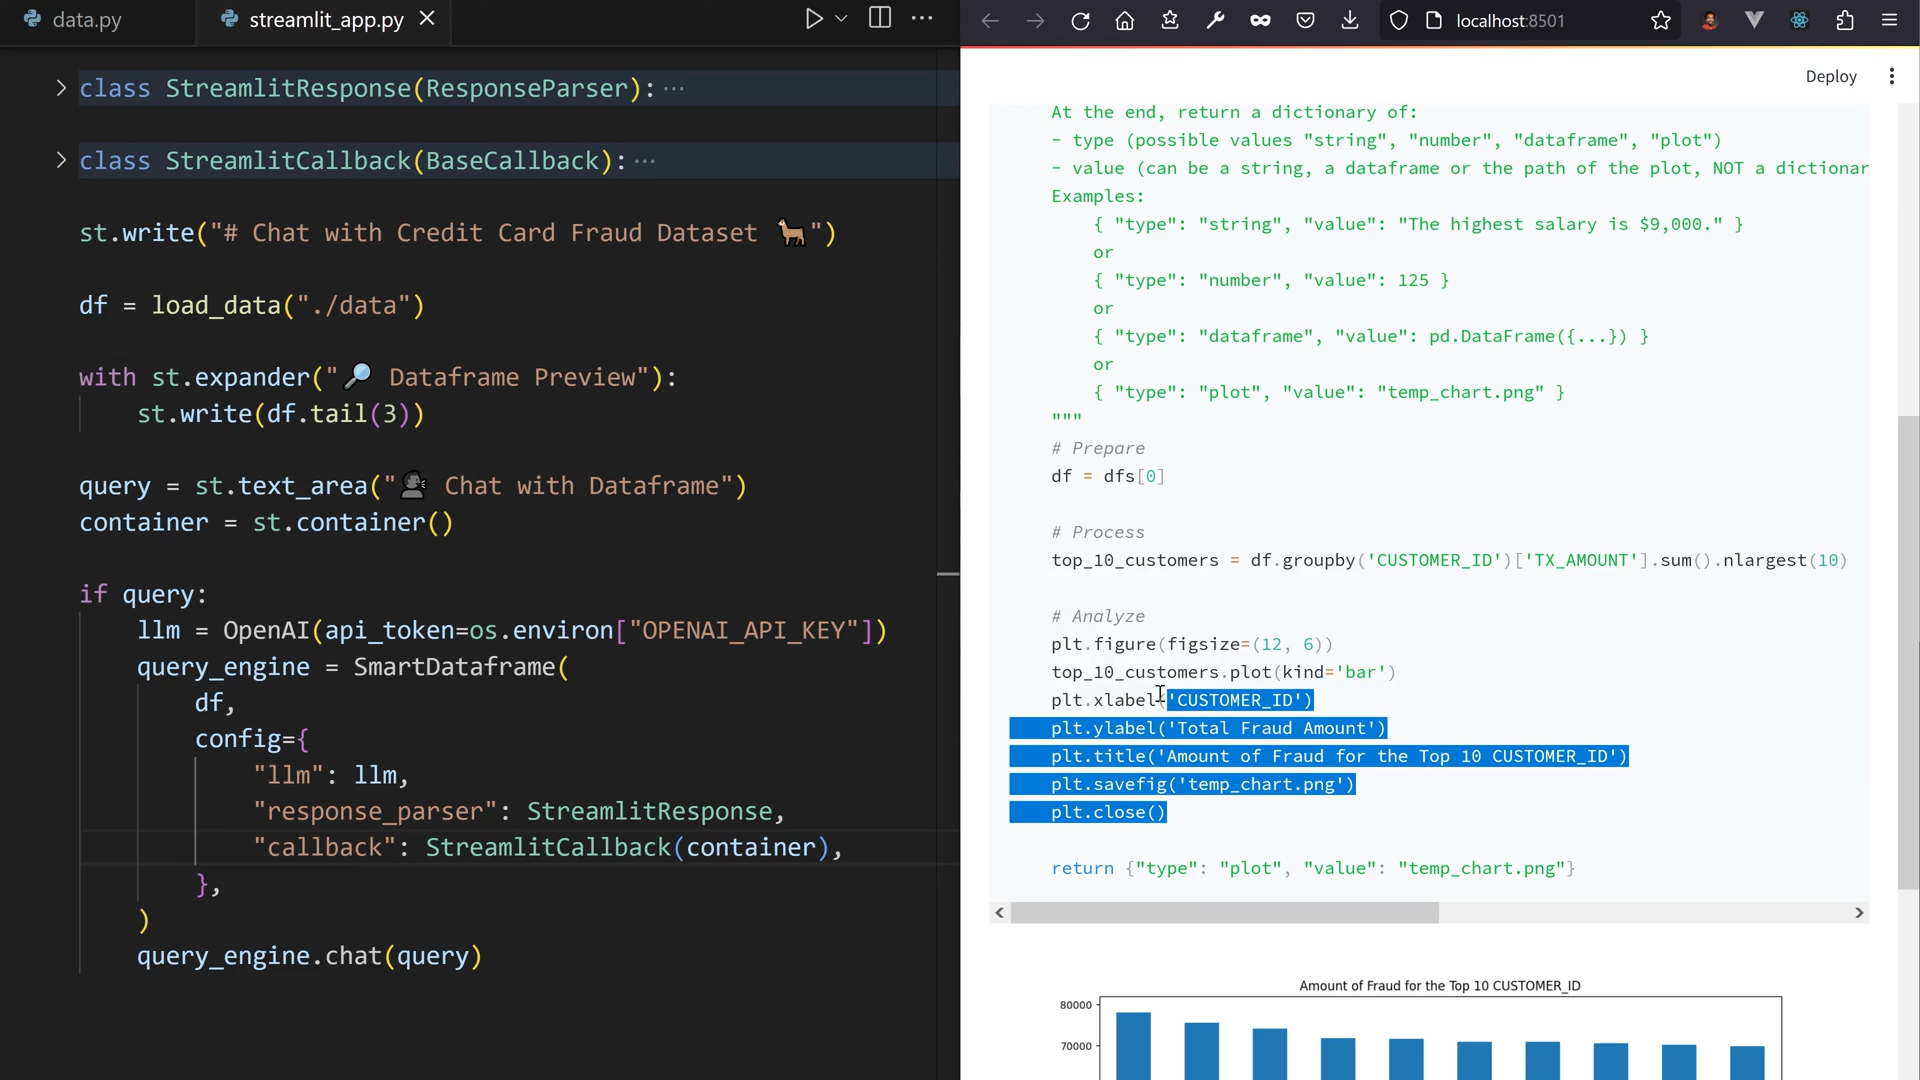 data.py
streamlit_app.py
class StreamlitResponse(ResponseParser):
class StreamlitCallback(BaseCallback):
st.write("# Chat with Credit Card Fraud Dataset 🐕")
df = load_data("./data")
with st.expander("🔎 Dataframe Preview"):
st.write(df.tail(3))
query = st.text_area("🗣 Chat with Dataframe")
container = st.container()
if query:
llm = OpenAI(api_token=os.environ["OPENAI_API_KEY"])
query_engine = SmartDataframe(
df,
config={
"llm": llm,
"response_parser": StreamlitResponse,
"callback": StreamlitCallback(container),
},
)
query_engine.chat(query)
localhost:8501
Deploy
At the end, return a dictionary of:
- type (possible values "string", "number", "dataframe", "plot")
- value (can be a string, a dataframe or the path of the plot, NOT a dictionar
Examples:
{ "type": "string", "value": "The highest salary is $9,000." }
or
{ "type": "number", "value": 125 }
or
{ "type": "dataframe", "value": pd.DataFrame({...}) }
or
{ "type": "plot", "value": "temp_chart.png" }
"""
# Prepare
df = dfs[0]
# Process
top_10_customers = df.groupby('CUSTOMER_ID')['TX_AMOUNT'].sum().nlargest(10)
# Analyze
plt.figure(figsize=(12, 6))
top_10_customers.plot(kind='bar')
plt.xlabel('CUSTOMER_ID')
plt.ylabel('Total Fraud Amount')
plt.title('Amount of Fraud for the Top 10 CUSTOMER_ID')
plt.savefig('temp_chart.png')
plt.close()
return {"type": "plot", "value": "temp_chart.png"}
Amount of Fraud for the Top 10 CUSTOMER_ID
80000
70000